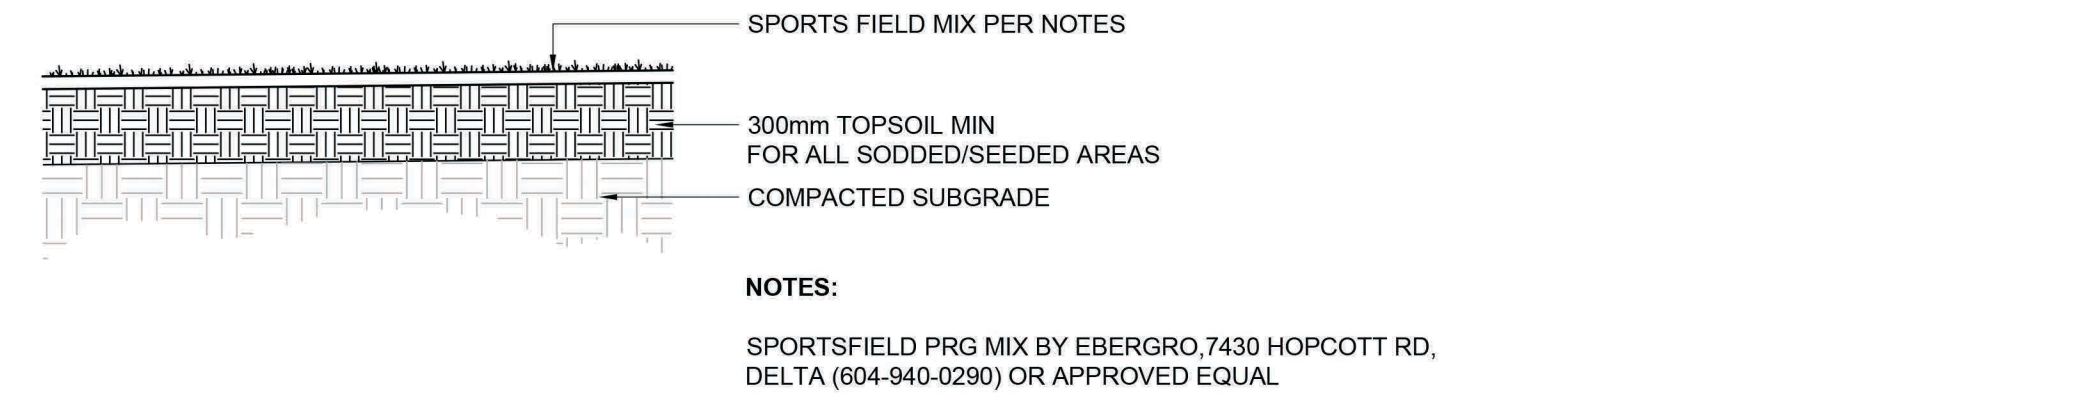 SPORTS FIELD MIX PER NOTES
300mm TOPSOIL MIN
FOR ALL SODDED/SEEDED AREAS
COMPACTED SUBGRADE
NOTES:
SPORTSFIELD PRG MIX BY EBERGRO,7430 HOPCOTT RD,
DELTA (604-940-0290) OR APPROVED EQUAL